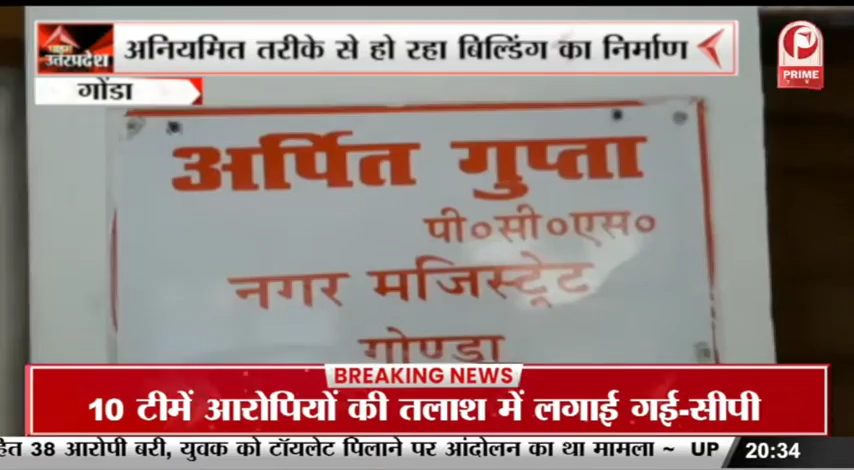 प्राइम
उत्तरप्रदेश
अनियमित तरीके से हो रहा बिल्डिंग का निर्माण
PRIME
न्यूज
गोंडा
अर्पित गुप्ता
पी०सी०एस०
नगर मजिस्ट्रेट
गोण्डा
BREAKING NEWS
10 टीमें आरोपियों की तलाश में लगाई गई-सीपी
38 आरोपी बरी, युवक को टॉयलेट पिलाने पर आंदोलन का था मामला ~ UP
20:34